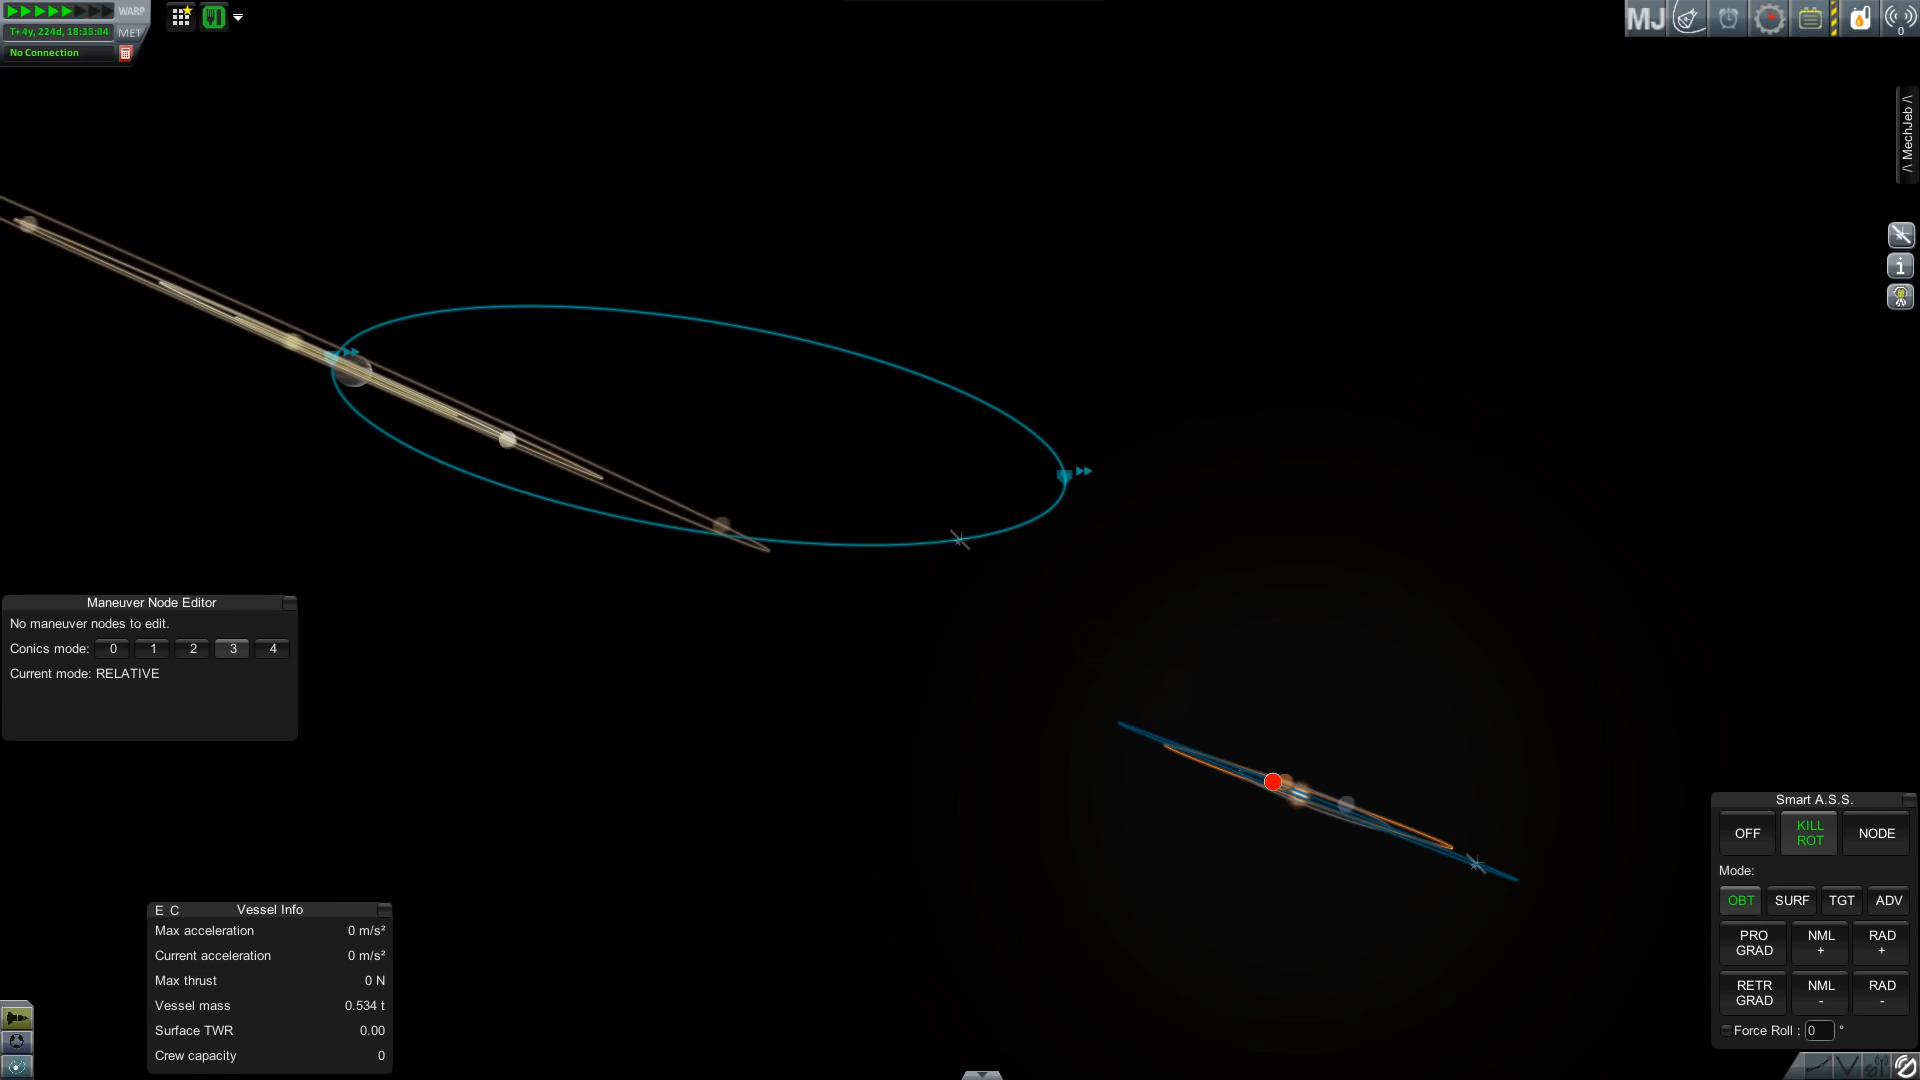 WARP
T+ 4y, 224d, 18:35:04 MET
No Connection
MJ
0
\/ MechJeb \/
Maneuver Node Editor
No maneuver nodes to edit.
Conics mode: 0 1 2 3 4
Current mode: RELATIVE
E C Vessel Info
Max acceleration 0 m/s²
Current acceleration 0 m/s²
Max thrust 0 N
Vessel mass 0.534 t
Surface TWR 0.00
Crew capacity 0
Smart A.S.S.
OFF KILL ROT NODE
Mode:
OBT SURF TGT ADV
PRO GRAD NML + RAD +
RETR GRAD NML - RAD -
Force Roll : 0 °